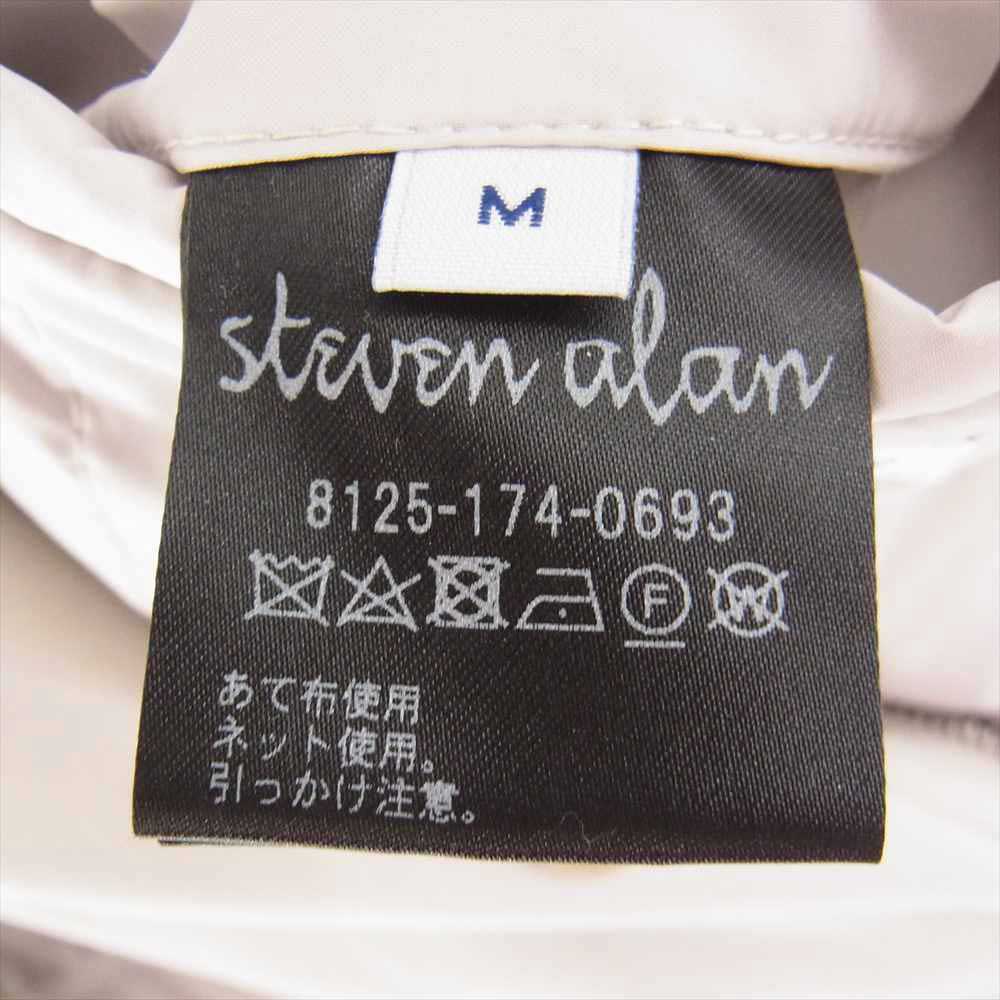 M
steven alan
8125-174-0693
F W
あて布使用
ネット使用。
引っかけ注意。